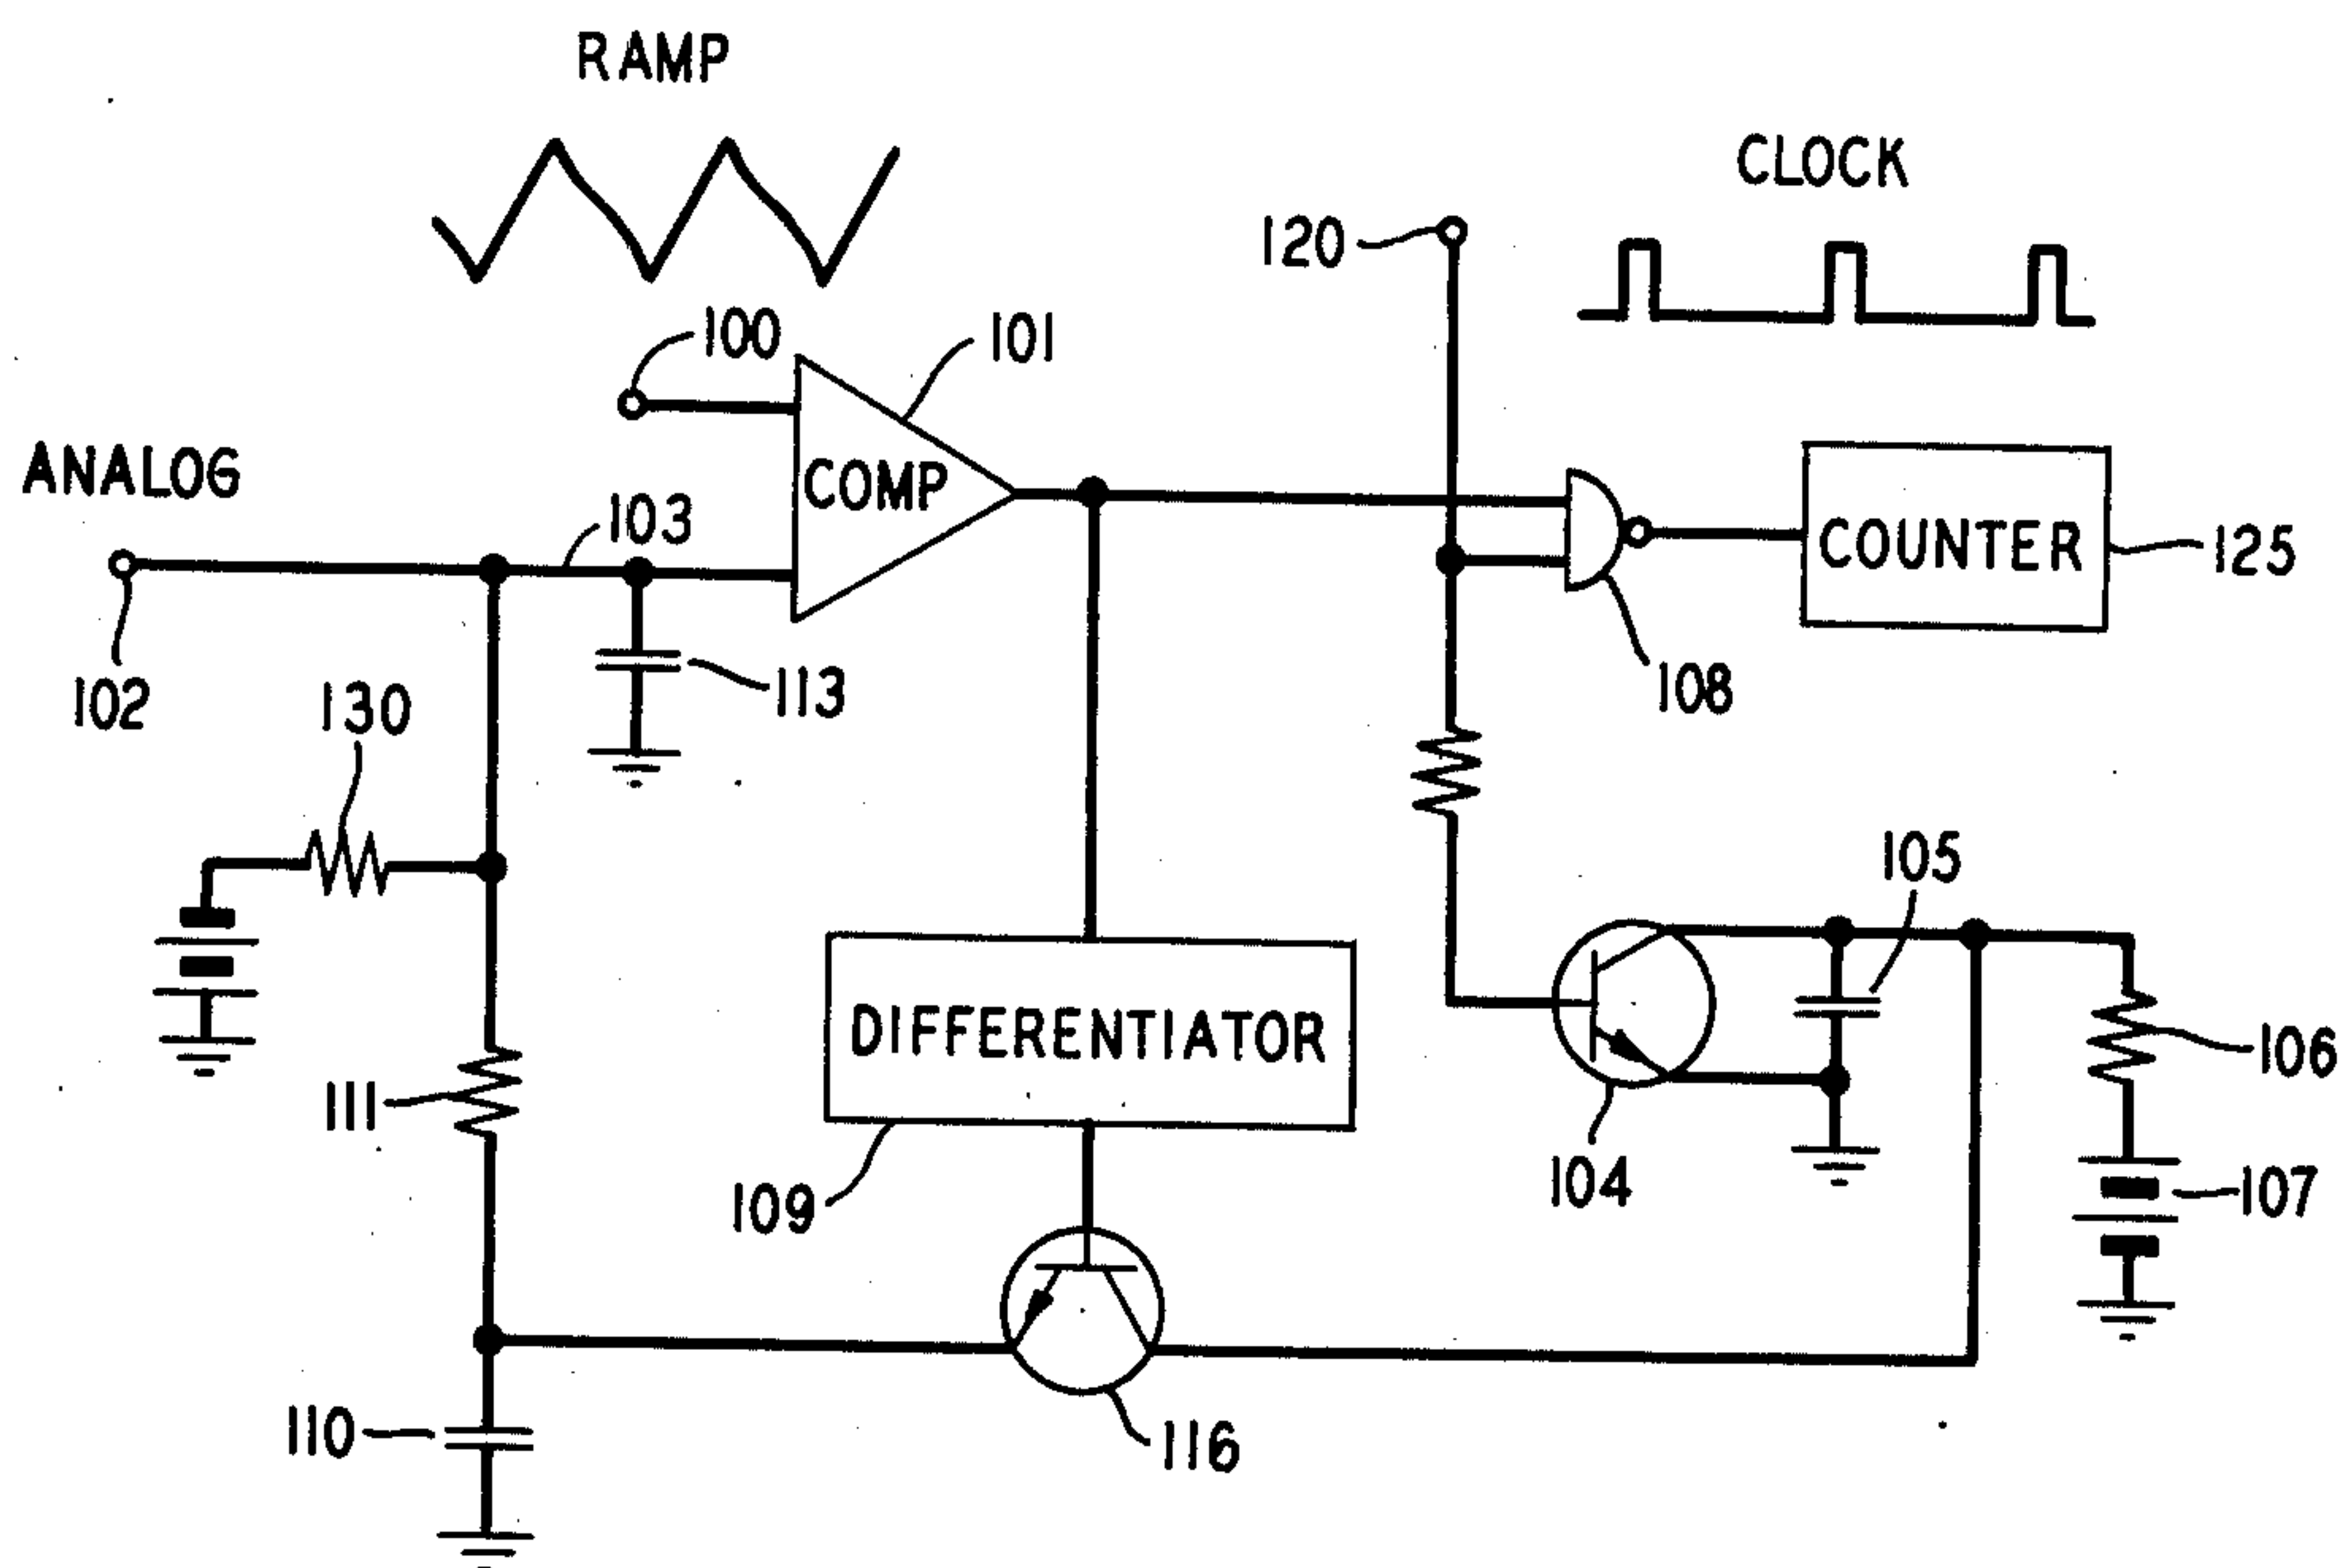 RAMP
CLOCK
120
100
101
ANALOG
COMP
103
COUNTER
125
102
130
113
108
105
DIFFERENTIATOR
111
106
109
104
107
110
116